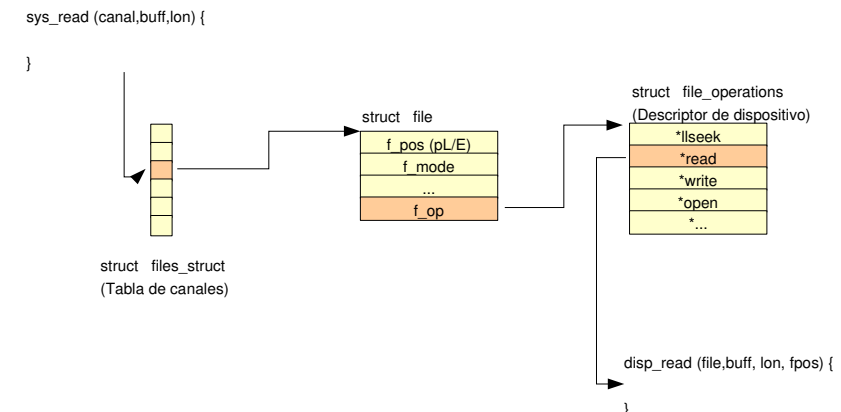 sys_read (canal,buff,lon) {
}
struct files_struct
(Tabla de canales)
struct file
f_pos (pL/E)
f_mode
...
f_op
struct file_operations
(Descriptor de dispositivo)
*llseek
*read
*write
*open
*...
disp_read (file,buff, lon, fpos) {
}